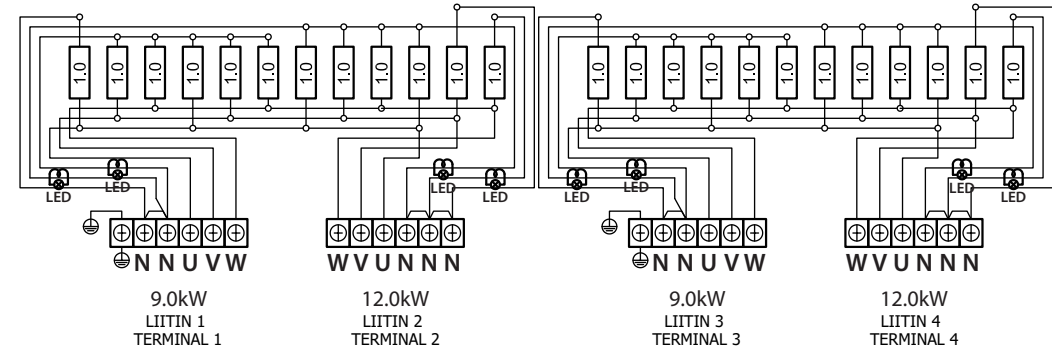 1.0 1.0 1.0 1.0 1.0 1.0 1.0 1.0 1.0 1.0 1.0 1.0 1.0 1.0 1.0 1.0 1.0 1.0 1.0 1.0 1.0 1.0 1.0 1.0
LED LED LED LED LED LED LED LED
N N U V W W V U N N N N N U V W W V U N N N
9.0kW 12.0kW 9.0kW 12.0kW
LIITIN 1 LIITIN 2 LIITIN 3 LIITIN 4
TERMINAL 1 TERMINAL 2 TERMINAL 3 TERMINAL 4